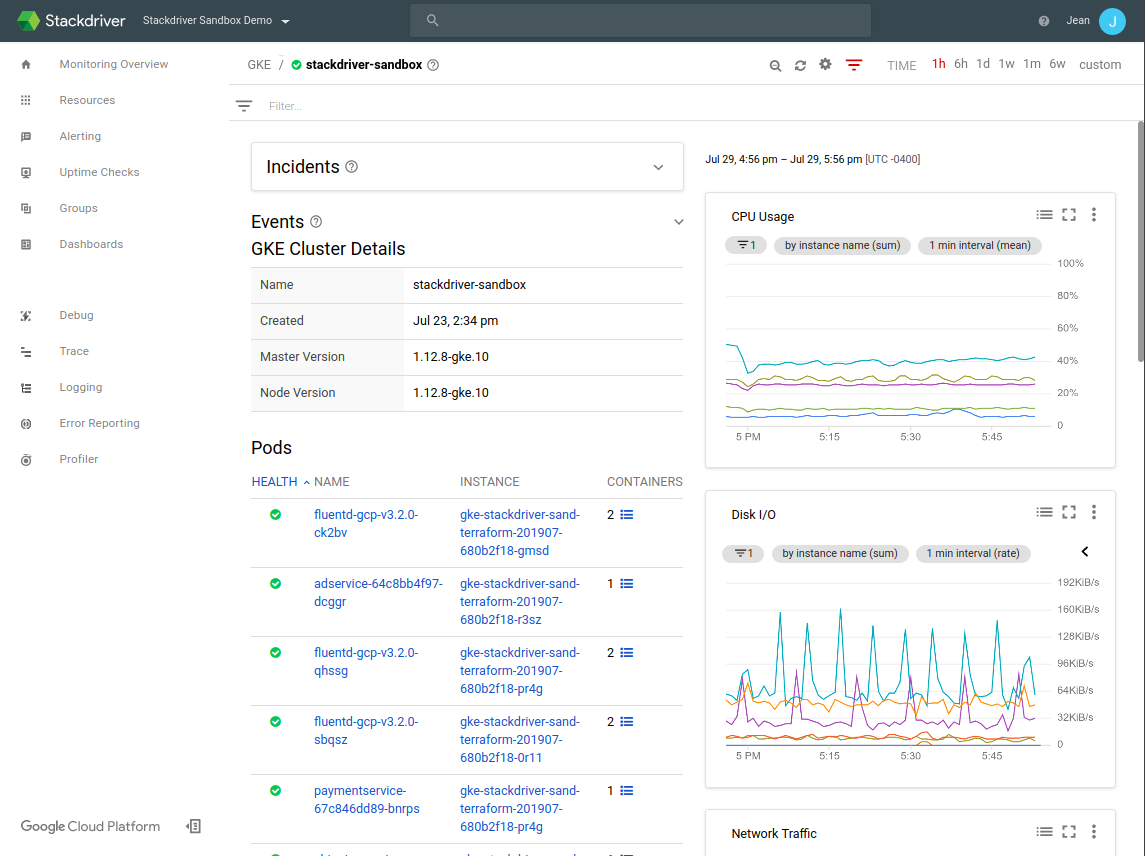 Stackdriver
Stackdriver Sandbox Demo
Jean
J
Monitoring Overview
Resources
Alerting
Uptime Checks
Groups
Dashboards
Debug
Trace
Logging
Error Reporting
Profiler
Google Cloud Platform
GKE / stackdriver-sandbox
TIME 1h 6h 1d 1w 1m 6w custom
Filter...
Incidents
Events
GKE Cluster Details
Name stackdriver-sandbox
Created Jul 23, 2:34 pm
Master Version 1.12.8-gke.10
Node Version 1.12.8-gke.10
Pods
HEALTH NAME INSTANCE CONTAINERS
fluentd-gcp-v3.2.0- gke-stackdriver-sand- 2
ck2bv terraform-201907-
680b2f18-gmsd
adservice-64c8bb4f97- gke-stackdriver-sand- 1
dcggr terraform-201907-
680b2f18-r3sz
fluentd-gcp-v3.2.0- gke-stackdriver-sand- 2
qhssg terraform-201907-
680b2f18-pr4g
fluentd-gcp-v3.2.0- gke-stackdriver-sand- 2
sbqsz terraform-201907-
680b2f18-0r11
paymentservice- gke-stackdriver-sand- 1
67c846dd89-bnrps terraform-201907-
680b2f18-pr4g
Jul 29, 4:56 pm – Jul 29, 5:56 pm [UTC -0400]
CPU Usage
1 by instance name (sum) 1 min interval (mean)
100%
80%
60%
40%
20%
0
5 PM 5:15 5:30 5:45
Disk I/O
1 by instance name (sum) 1 min interval (rate)
192KiB/s
160KiB/s
128KiB/s
96KiB/s
64KiB/s
32KiB/s
0
5 PM 5:15 5:30 5:45
Network Traffic